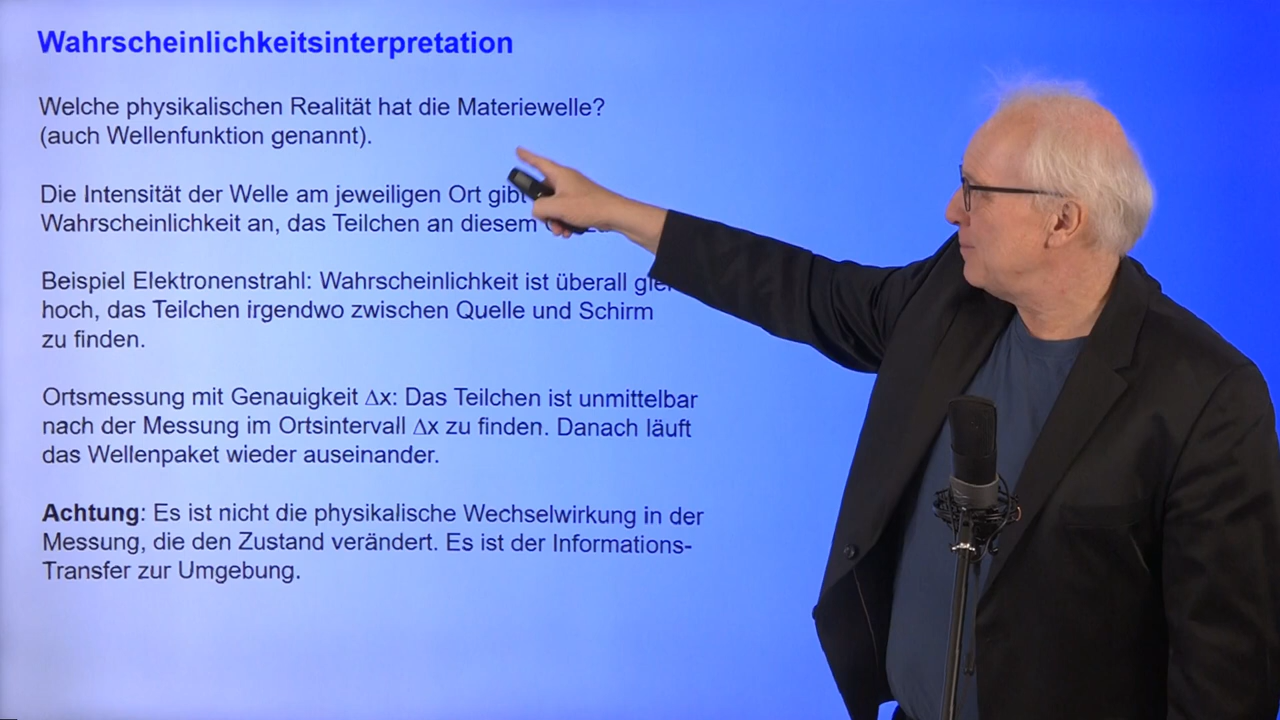 Wahrscheinlichkeitsinterpretation
Welche physikalischen Realität hat die Materiewelle?
(auch Wellenfunktion genannt).
Die Intensität der Welle am jeweiligen Ort gibt
Wahrscheinlichkeit an, das Teilchen an diesem
Beispiel Elektronenstrahl: Wahrscheinlichkeit ist überall
hoch, das Teilchen irgendwo zwischen Quelle und Schirm
zu finden.
Ortsmessung mit Genauigkeit Δx: Das Teilchen ist unmittelbar
nach der Messung im Ortsintervall Δx zu finden. Danach läuft
das Wellenpaket wieder auseinander.
Achtung: Es ist nicht die physikalische Wechselwirkung in der
Messung, die den Zustand verändert. Es ist der Informations-
Transfer zur Umgebung.